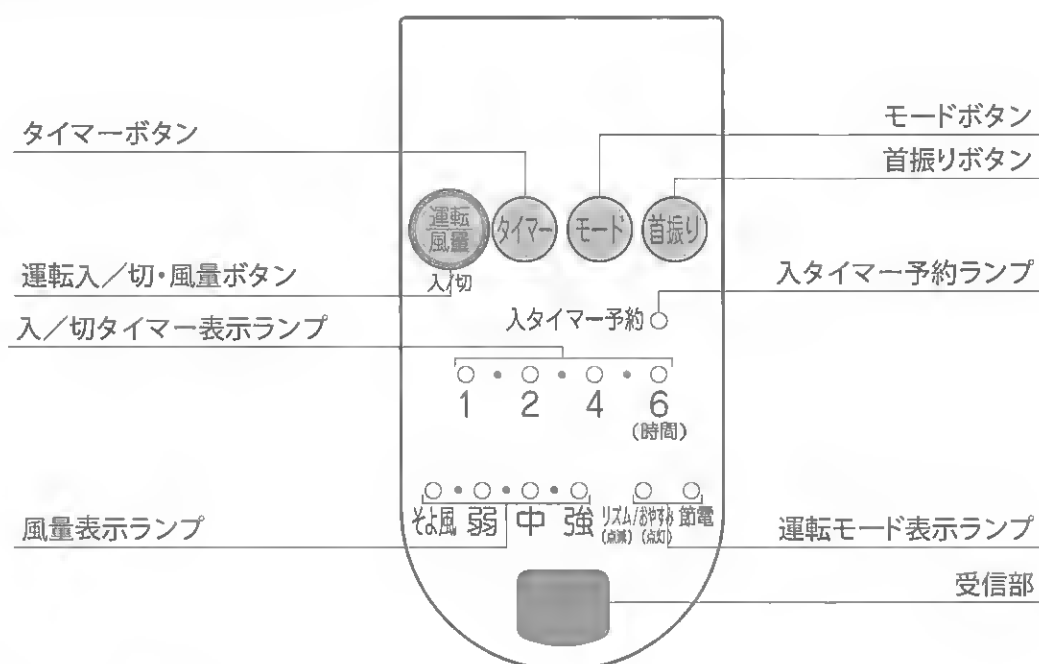 モードボタン
タイマーボタン
首振りボタン
運転
風量
タイマー
モード
首振り
入/切
運転入／切・風量ボタン
入タイマー予約ランプ
入タイマー予約
入／切タイマー表示ランプ
1 2 4 6
(時間)
そよ風 弱 中 強 リズム/おやすみ 節電
(点滅) (点灯)
風量表示ランプ
運転モード表示ランプ
受信部